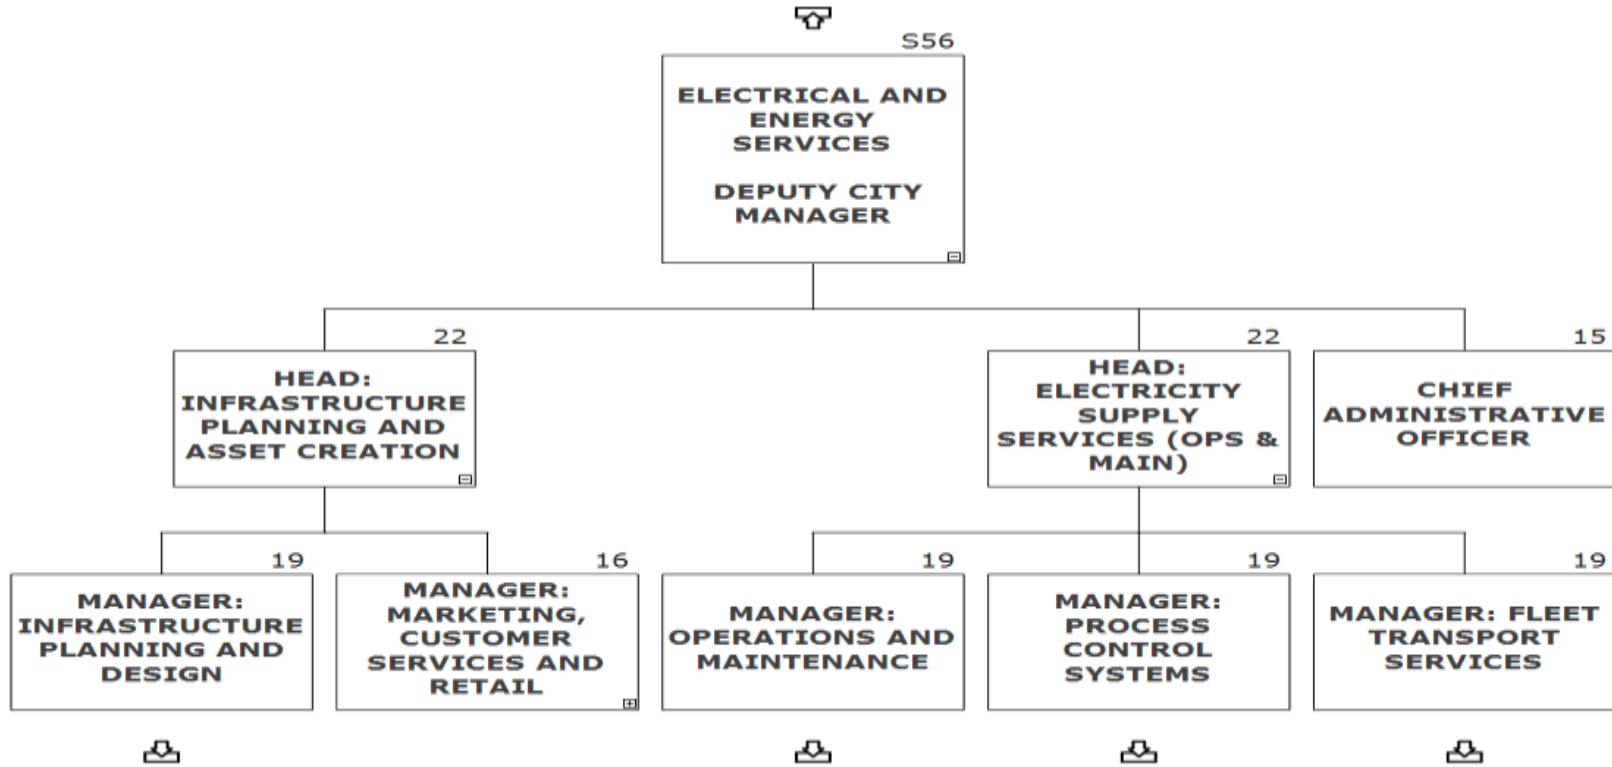 S56
ELECTRICAL AND
ENERGY
SERVICES
DEPUTY CITY
MANAGER
22
HEAD:
INFRASTRUCTURE
PLANNING AND
ASSET CREATION
22
HEAD:
ELECTRICITY
SUPPLY
SERVICES (OPS &
MAIN)
15
CHIEF
ADMINISTRATIVE
OFFICER
19
MANAGER:
INFRASTRUCTURE
PLANNING AND
DESIGN
16
MANAGER:
MARKETING,
CUSTOMER
SERVICES AND
RETAIL
19
MANAGER:
OPERATIONS AND
MAINTENANCE
19
MANAGER:
PROCESS
CONTROL
SYSTEMS
19
MANAGER: FLEET
TRANSPORT
SERVICES